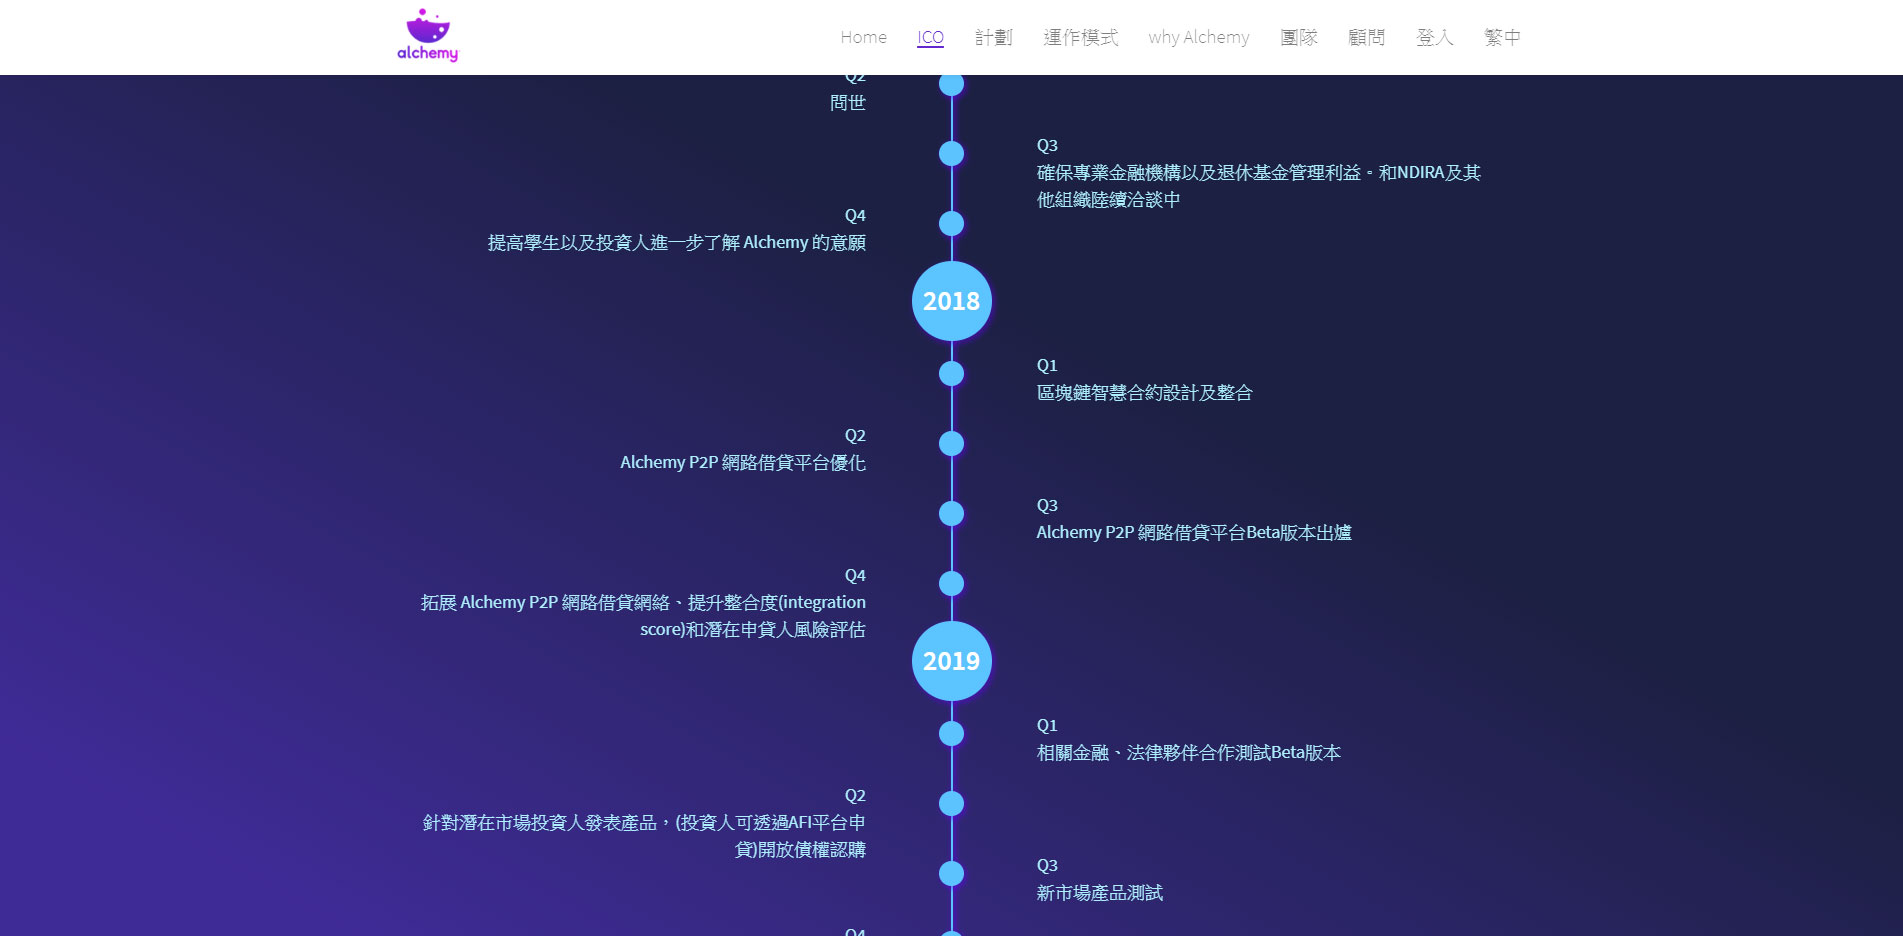 alchemy
Home ICO 計劃 運作模式 why Alchemy 團隊 顧問 登入 繁中
Q2
問世
Q3
確保專業金融機構以及退休基金管理利益。和NDIRA及其
他組織陸續洽談中
Q4
提高學生以及投資人進一步了解 Alchemy 的意願
2018
Q1
區塊鏈智慧合約設計及整合
Q2
Alchemy P2P 網路借貸平台優化
Q3
Alchemy P2P 網路借貸平台Beta版本出爐
Q4
拓展 Alchemy P2P 網路借貸網絡、提升整合度(integration
score)和潛在申貸人風險評估
2019
Q1
相關金融、法律夥伴合作測試Beta版本
Q2
針對潛在市場投資人發表產品，(投資人可透過AFI平台申
貸)開放債權認購
Q3
新市場產品測試
Q4